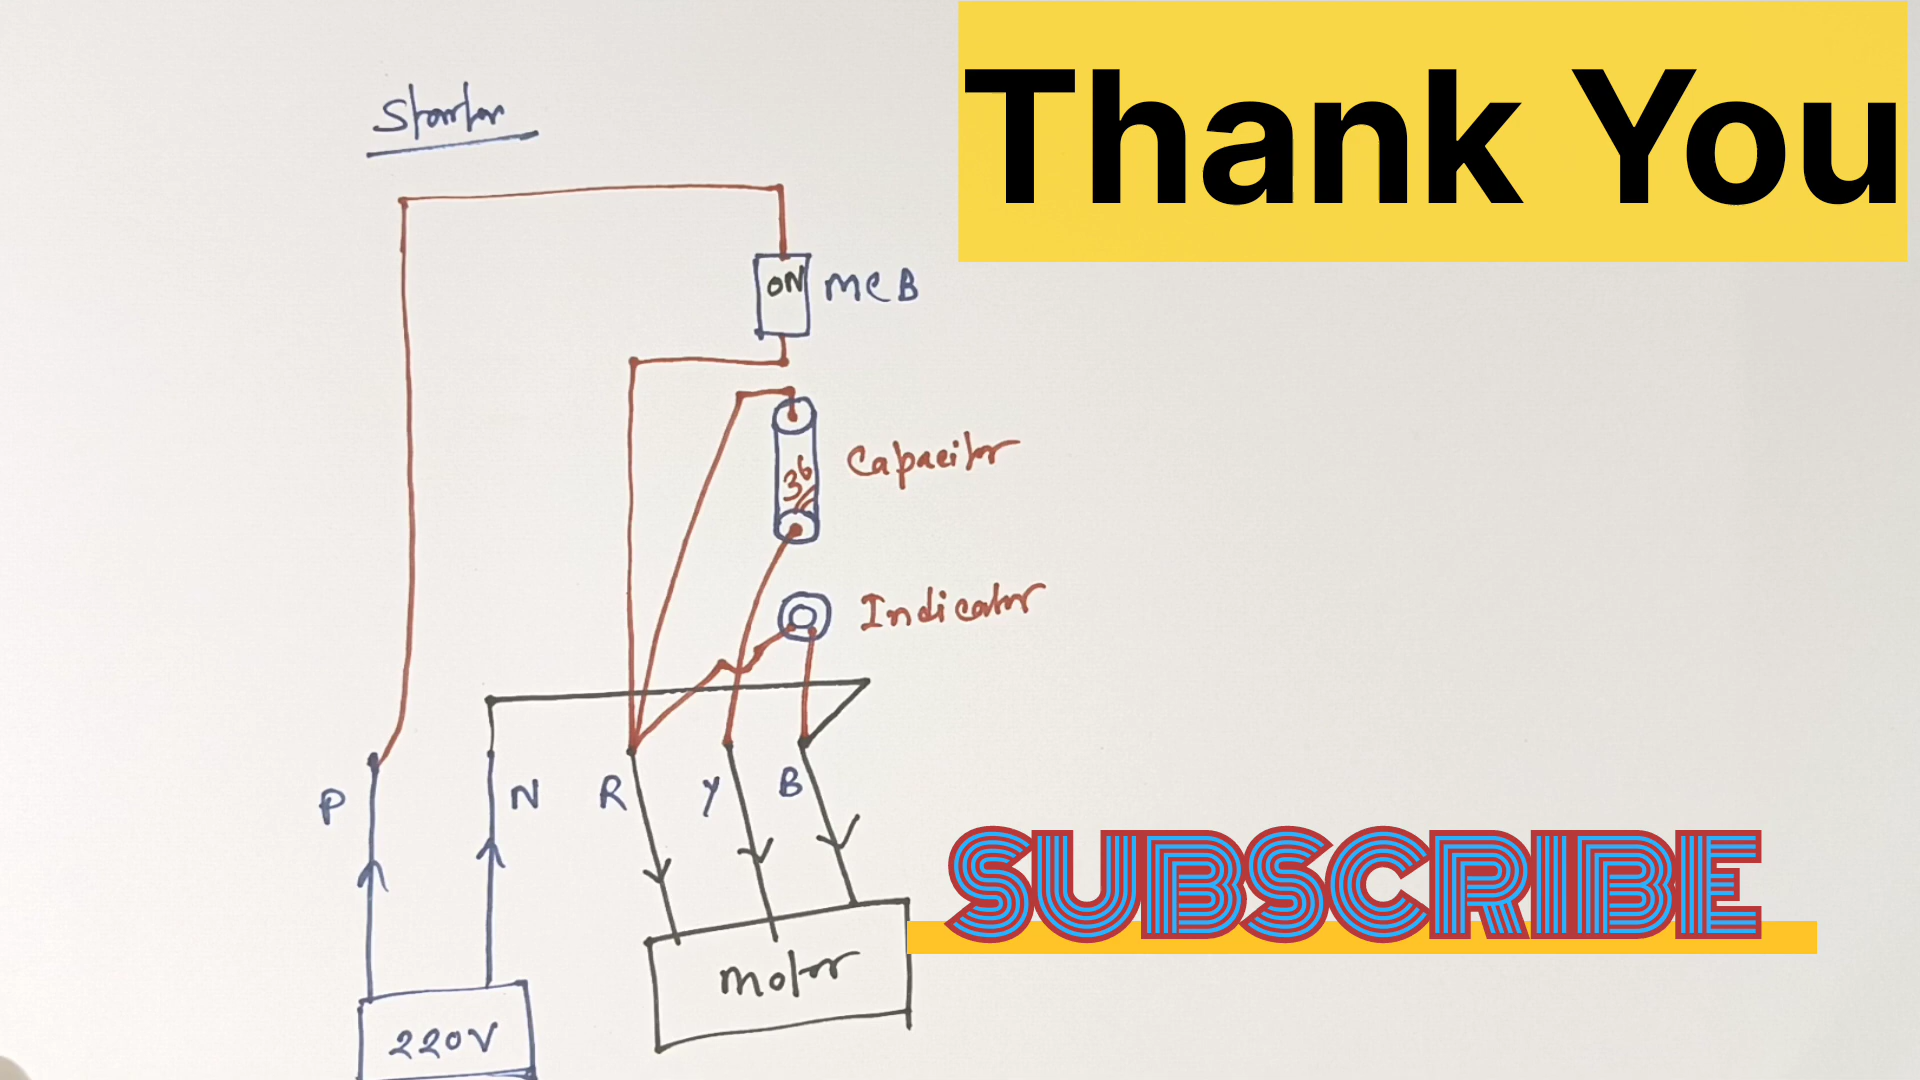 Thank You
Starter
ON
MCB
36
Capacitor
Indicator
P
N
R
Y
B
SUBSCRIBE
motor
220V